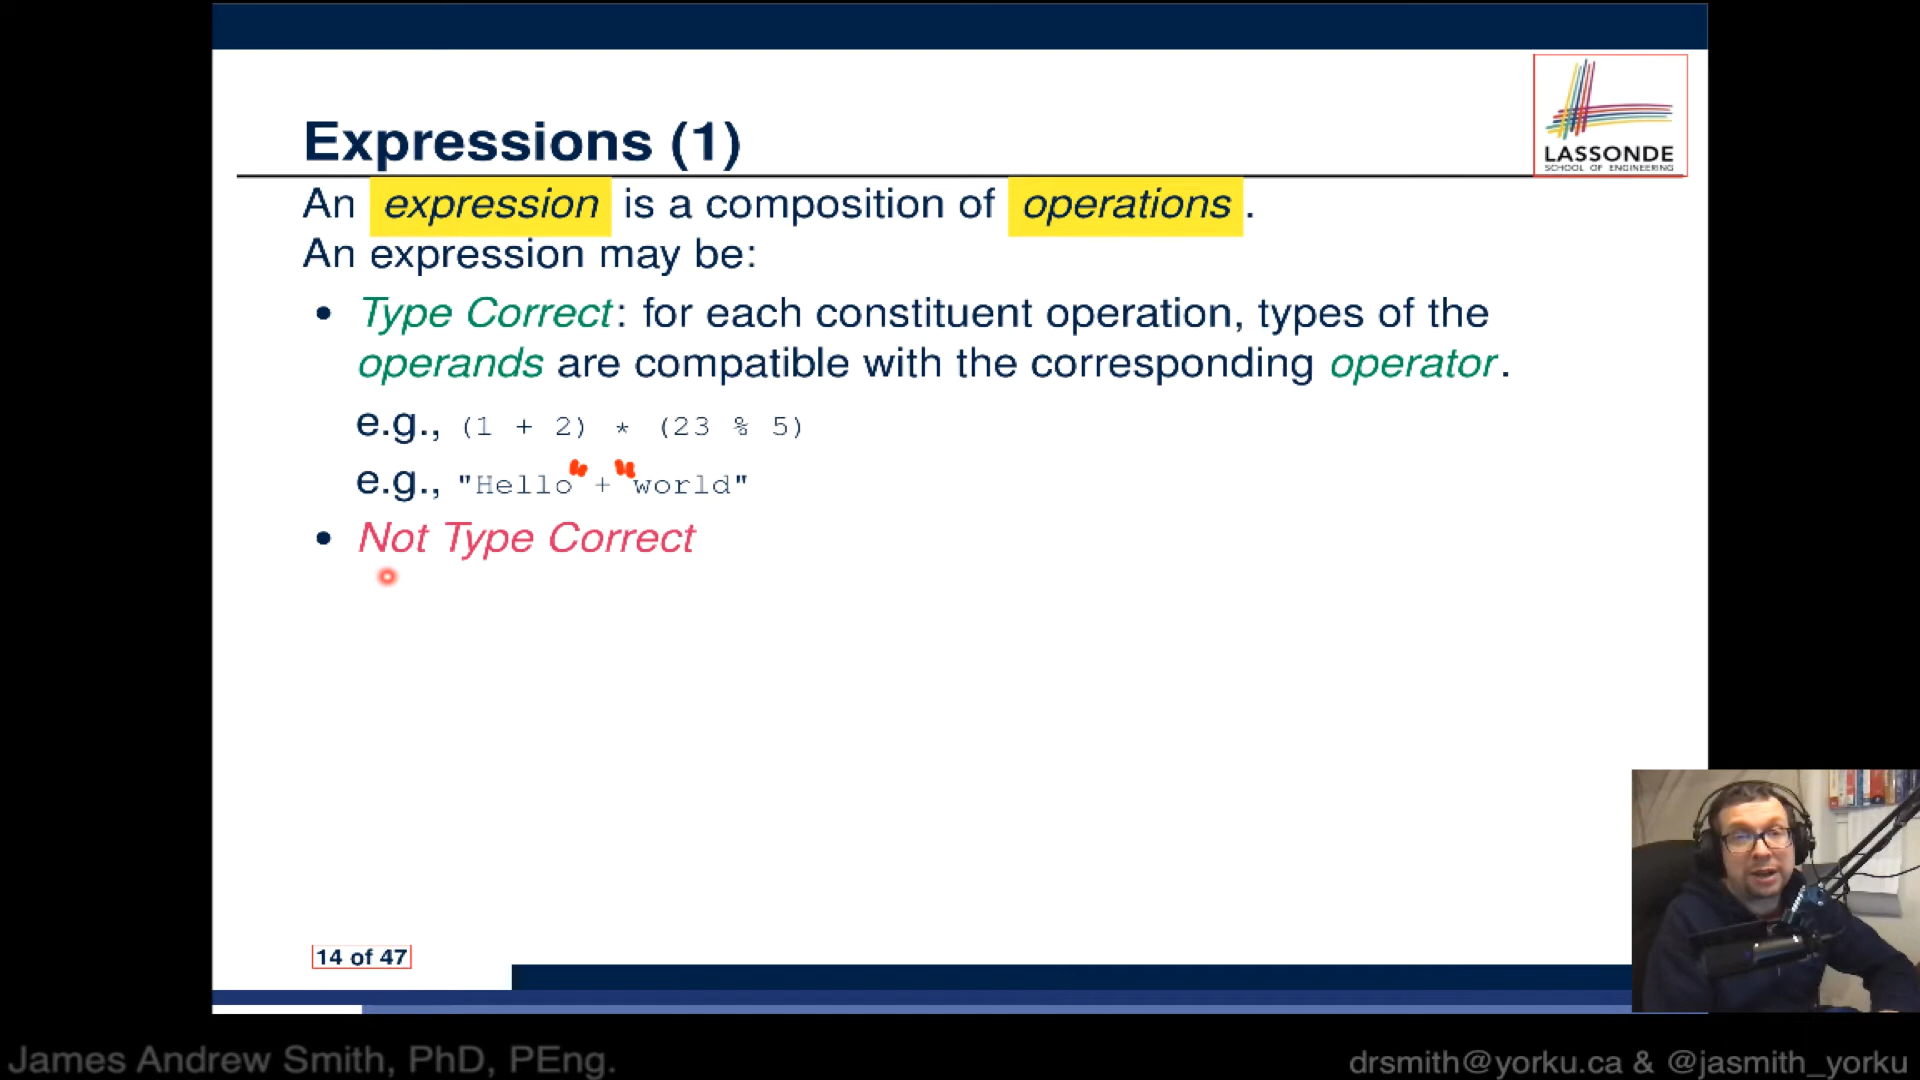 LASSONDE
SCHOOL OF ENGINEERING
Expressions (1)
An expression is a composition of operations.
An expression may be:
• Type Correct: for each constituent operation, types of the
operands are compatible with the corresponding operator.
e.g., (1 + 2) * (23 % 5)
e.g., "Hello" + "world"
• Not Type Correct
14 of 47
James Andrew Smith, PhD, PEng.
drsmith@yorku.ca & @jasmith_yorku